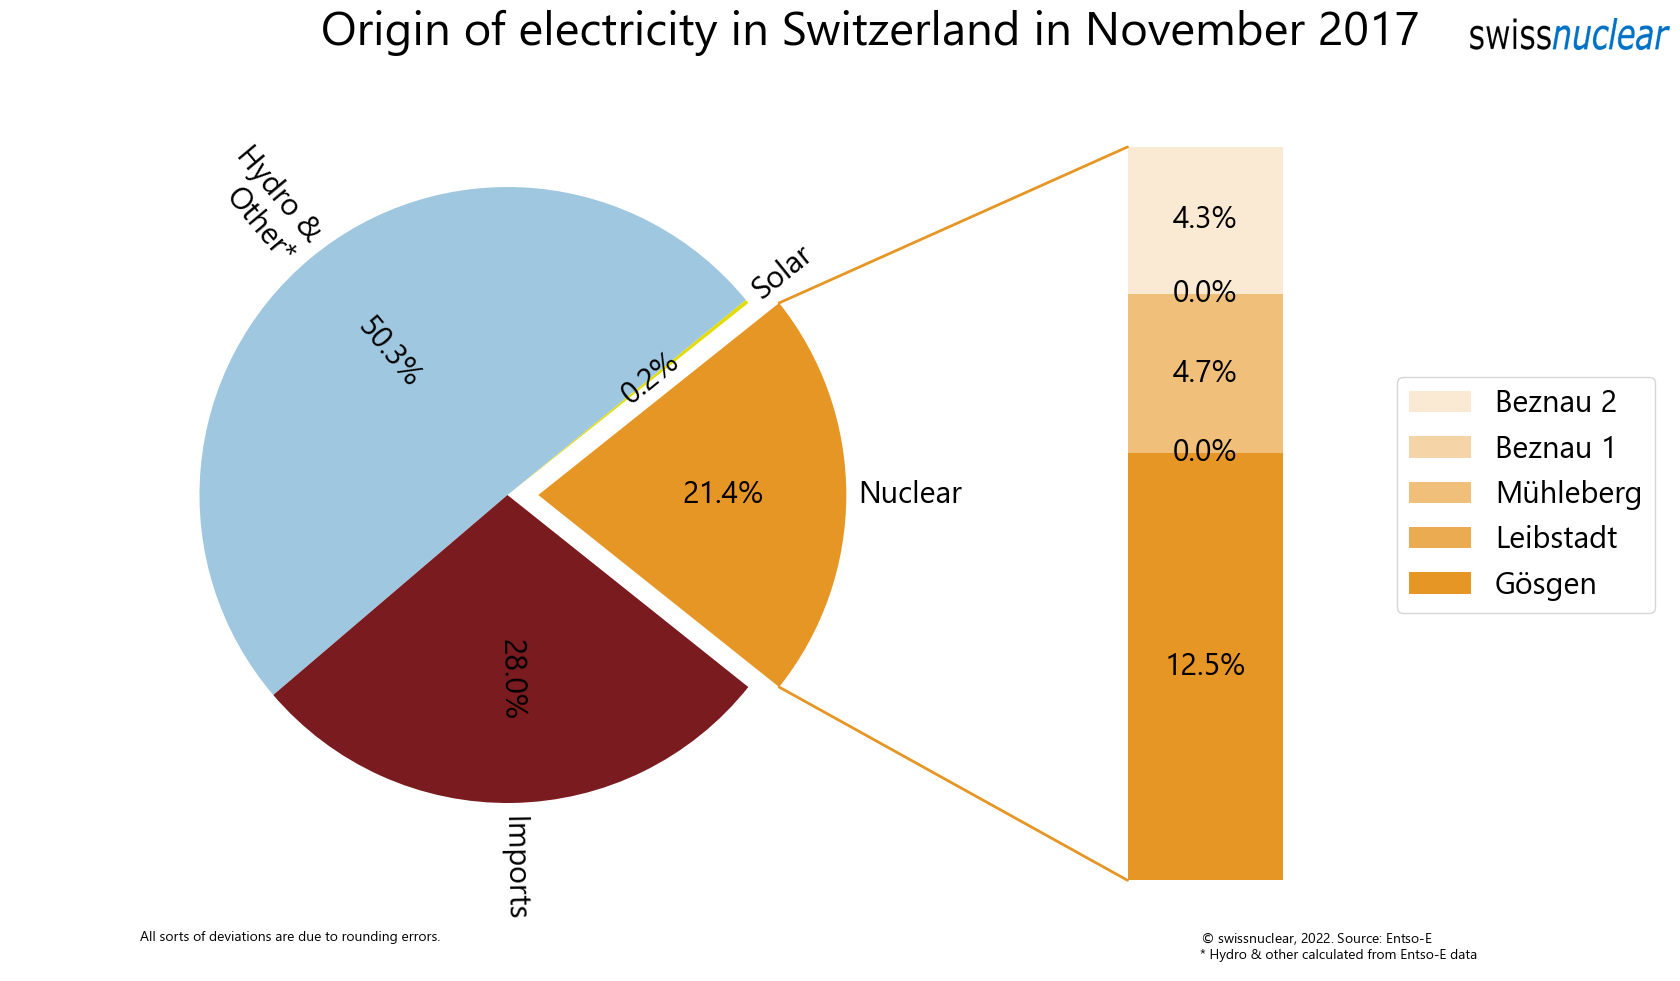 Origin of electricity in Switzerland in November 2017
swissnuclear
Hydro &
Other*
50.3%
Solar
0.2%
21.4%
Nuclear
28.0%
Imports
4.3%
0.0%
4.7%
0.0%
12.5%
Beznau 2
Beznau 1
Mühleberg
Leibstadt
Gösgen
All sorts of deviations are due to rounding errors.
© swissnuclear, 2022. Source: Entso-E
* Hydro & other calculated from Entso-E data